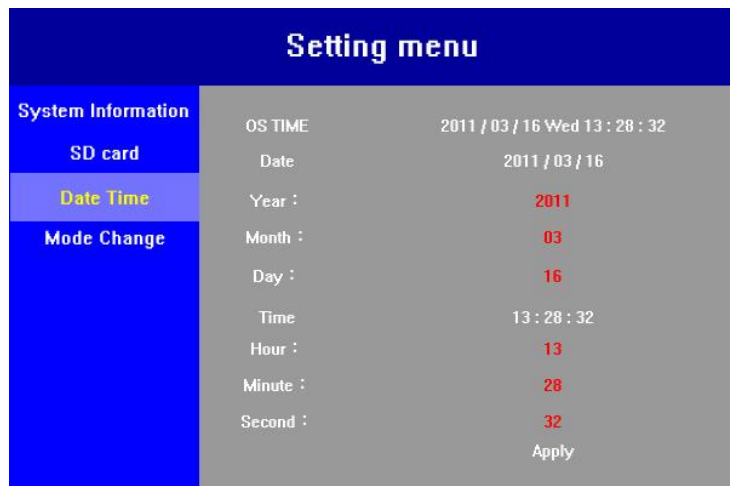 Setting menu
System Information
SD card
Date Time
Mode Change
OS TIME 2011 / 03 / 16 Wed 13 : 28 : 32
Date 2011 / 03 / 16
Year : 2011
Month : 03
Day : 16
Time 13 : 28 : 32
Hour : 13
Minute : 28
Second : 32
Apply